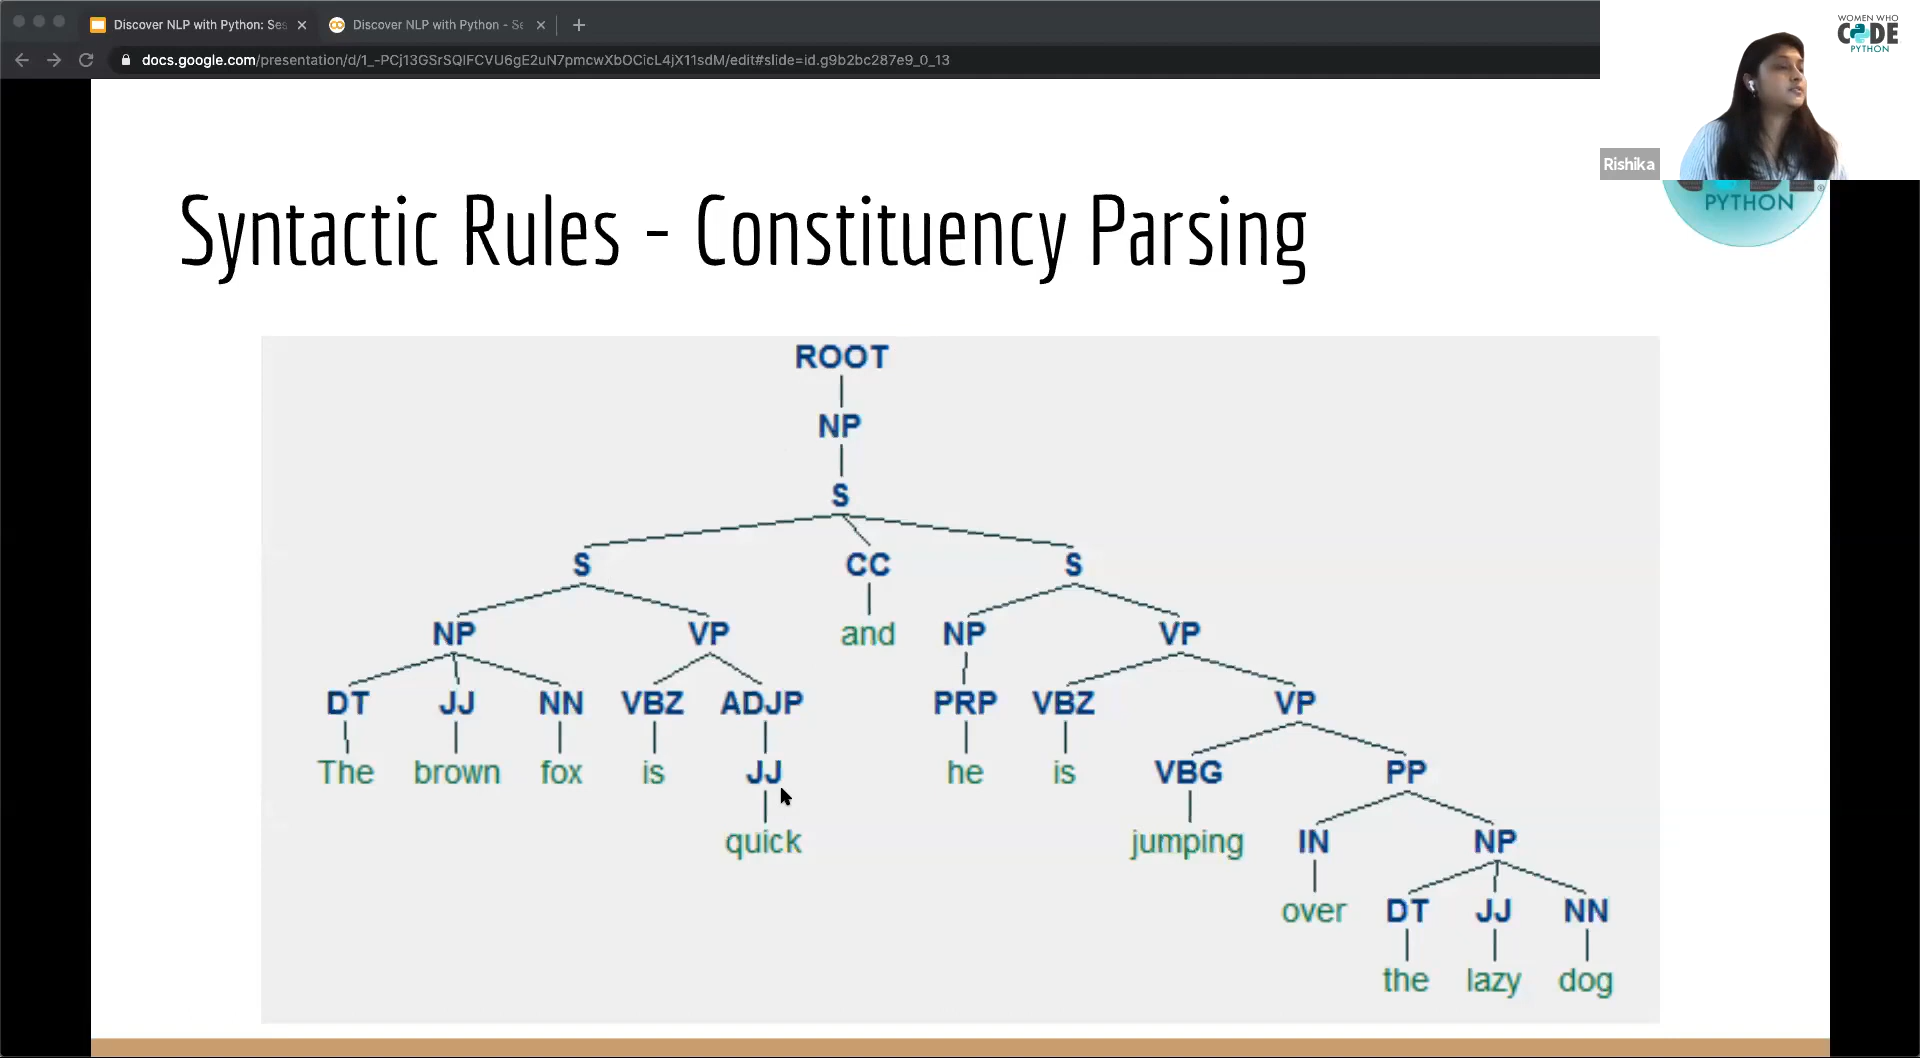 Discover NLP with Python: Ses
Discover NLP with Python - Se
docs.google.com/presentation/d/1_-PCj13GSrSQIFCVU6gE2uN7pmcwXbOCicL4jX11sdM/edit#slide=id.g9b2bc287e9_0_13
WOMEN WHO
CODE
PYTHON
Rishika
PYTHON
Syntactic Rules - Constituency Parsing
ROOT
NP
S
S CC S
NP VP and NP VP
DT JJ NN VBZ ADJP PRP VBZ VP
The brown fox is JJ he is VBG PP
quick jumping IN NP
over DT JJ NN
the lazy dog